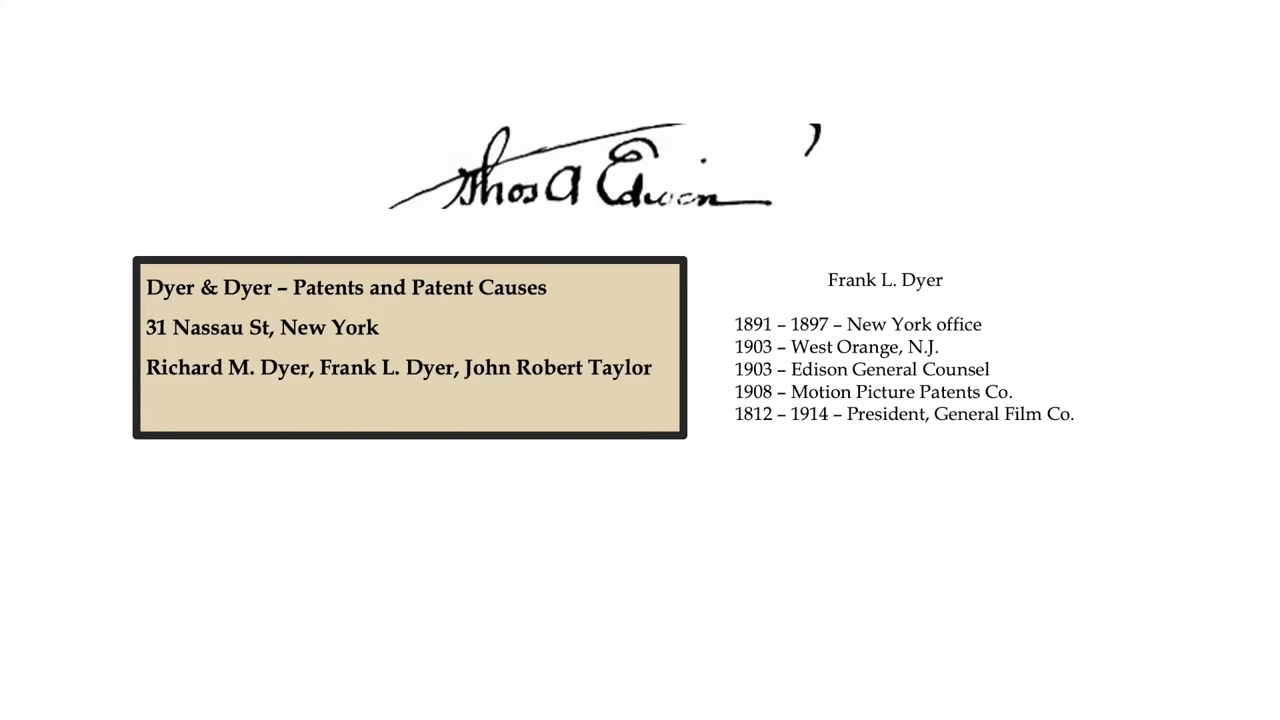 Thos A Edison
Dyer & Dyer – Patents and Patent Causes
31 Nassau St, New York
Richard M. Dyer, Frank L. Dyer, John Robert Taylor
Frank L. Dyer
1891 – 1897 – New York office
1903 – West Orange, N.J.
1903 – Edison General Counsel
1908 – Motion Picture Patents Co.
1812 – 1914 – President, General Film Co.